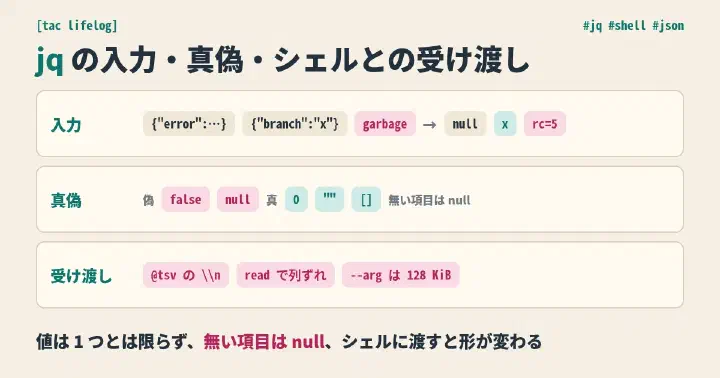 [tac lifelog] #jq #shell #json
jq の入力・真偽・シェルとの受け渡し
入力 {"error":…} {"branch":"x"} garbage → null x rc=5
真偽 偽 false null 真 0 "" [] 無い項目は null
受け渡し @tsv の \\n read で列ずれ --arg は 128 KiB
値は 1 つとは限らず、無い項目は null、シェルに渡すと形が変わる